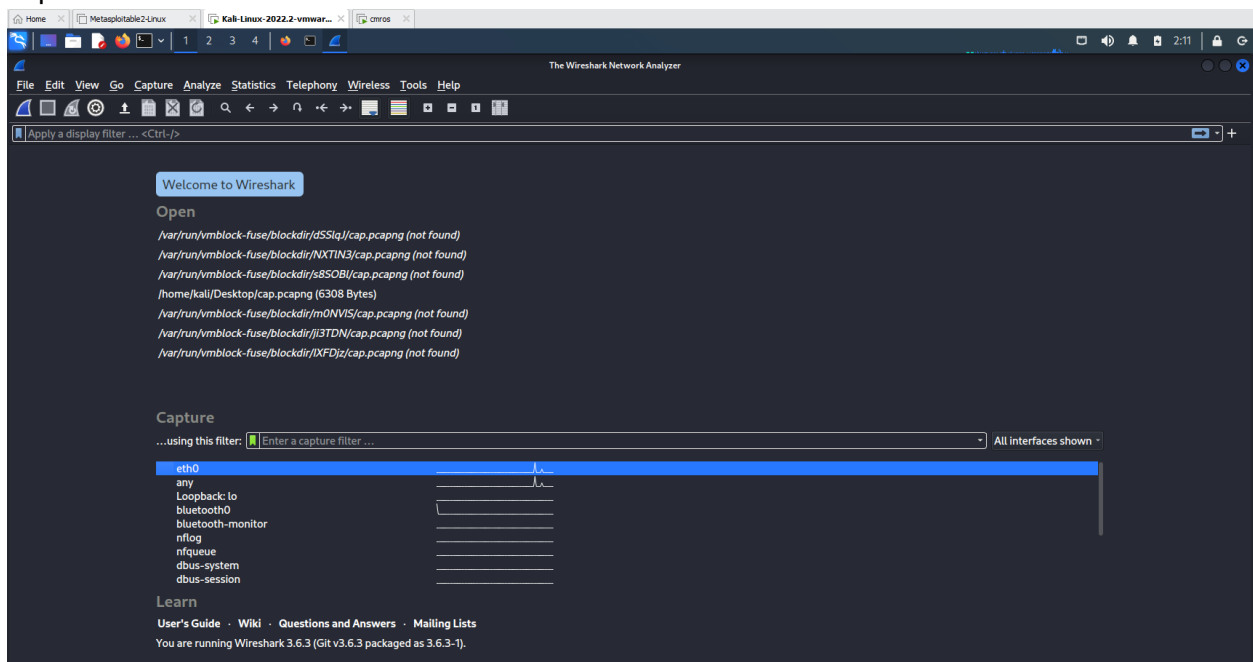 Home Metasploitable2-Linux Kali-Linux-2022.2-vmwar... cmros
1 2 3 4 2:11
The Wireshark Network Analyzer
File Edit View Go Capture Analyze Statistics Telephony Wireless Tools Help
Apply a display filter ... <Ctrl-/>
Welcome to Wireshark
Open
/var/run/vmblock-fuse/blockdir/dSSlqJ/cap.pcapng (not found)
/var/run/vmblock-fuse/blockdir/NXTlN3/cap.pcapng (not found)
/var/run/vmblock-fuse/blockdir/s8SOBl/cap.pcapng (not found)
/home/kali/Desktop/cap.pcapng (6308 Bytes)
/var/run/vmblock-fuse/blockdir/m0NVlS/cap.pcapng (not found)
/var/run/vmblock-fuse/blockdir/ji3TDN/cap.pcapng (not found)
/var/run/vmblock-fuse/blockdir/lXFDjz/cap.pcapng (not found)
Capture
...using this filter: Enter a capture filter ... All interfaces shown
eth0
any
Loopback: lo
bluetooth0
bluetooth-monitor
nflog
nfqueue
dbus-system
dbus-session
Learn
User's Guide · Wiki · Questions and Answers · Mailing Lists
You are running Wireshark 3.6.3 (Git v3.6.3 packaged as 3.6.3-1).